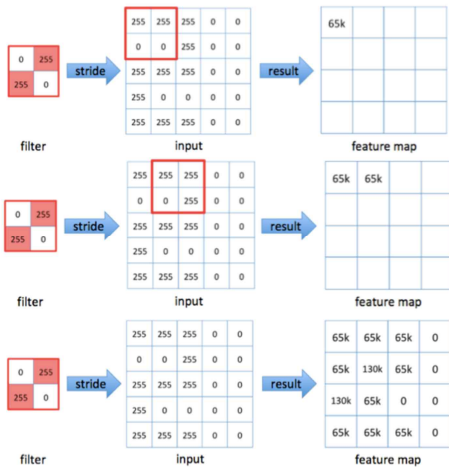 0 255
255 0
filter
stride
255 255 255 0 0
0 0 255 0 0
255 255 255 0 0
255 0 0 0 0
255 255 255 0 0
input
result
65k
feature map
0 255
255 0
filter
stride
255 255 255 0 0
0 0 255 0 0
255 255 255 0 0
255 0 0 0 0
255 255 255 0 0
input
result
65k 65k
feature map
0 255
255 0
filter
stride
255 255 255 0 0
0 0 255 0 0
255 255 255 0 0
255 0 0 0 0
255 255 255 0 0
input
result
65k 65k 65k 0
65k 130k 65k 0
130k 65k 0 0
65k 65k 65k 0
feature map